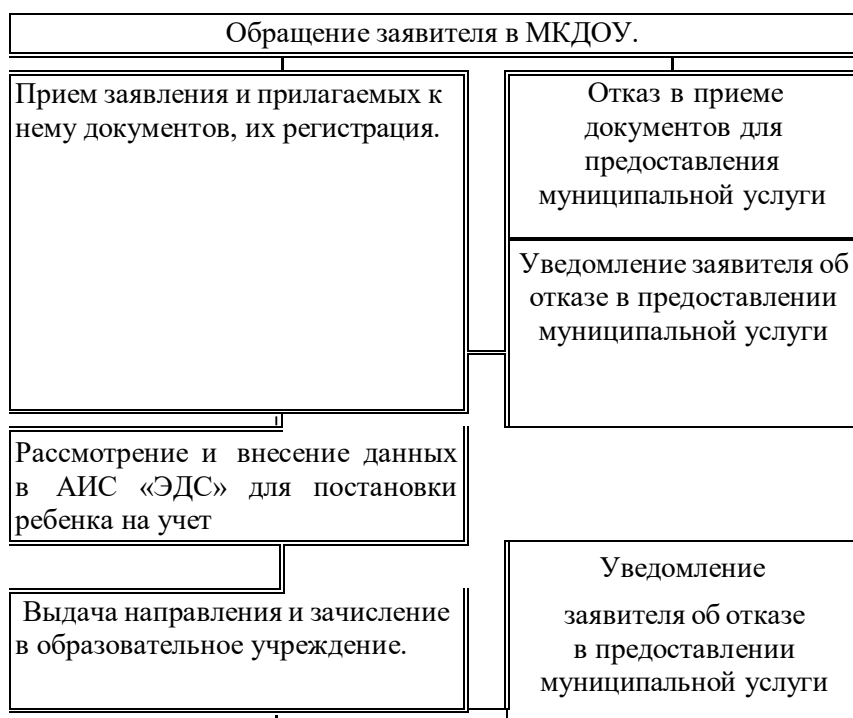 Обращение заявителя в МКДОУ.
Прием заявления и прилагаемых к
нему документов, их регистрация.
Отказ в приеме
документов для
предоставления
муниципальной услуги
Уведомление заявителя об
отказе в предоставлении
муниципальной услуги
Рассмотрение и внесение данных
в АИС «ЭДС» для постановки
ребенка на учет
Выдача направления и зачисление
в образовательное учреждение.
Уведомление
заявителя об отказе
в предоставлении
муниципальной услуги